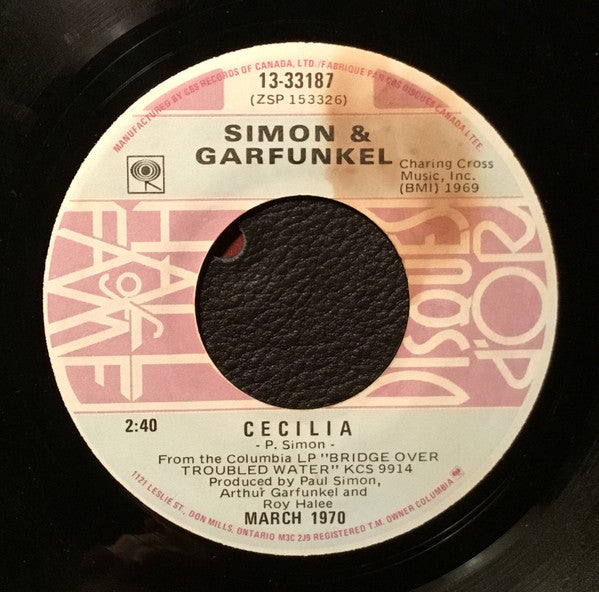 MANUFACTURED BY CBS RECORDS OF CANADA, LTD./FABRIQUE PAR CBS DISQUES CANADA LTEE.
13-33187
(ZSP 153326)
SIMON &
GARFUNKEL
Charing Cross
Music, Inc.
(BMI) 1969
HALL
of
FAME
DISQUES
D'OR
2:40
CECILIA
- P. Simon -
From the Columbia LP "BRIDGE OVER
TROUBLED WATER" KCS 9914
Produced by Paul Simon,
Arthur Garfunkel and
Roy Halee
MARCH 1970
1121 LESLIE ST., DON MILLS, ONTARIO M3C 2J9 REGISTERED T.M. OWNER COLUMBIA